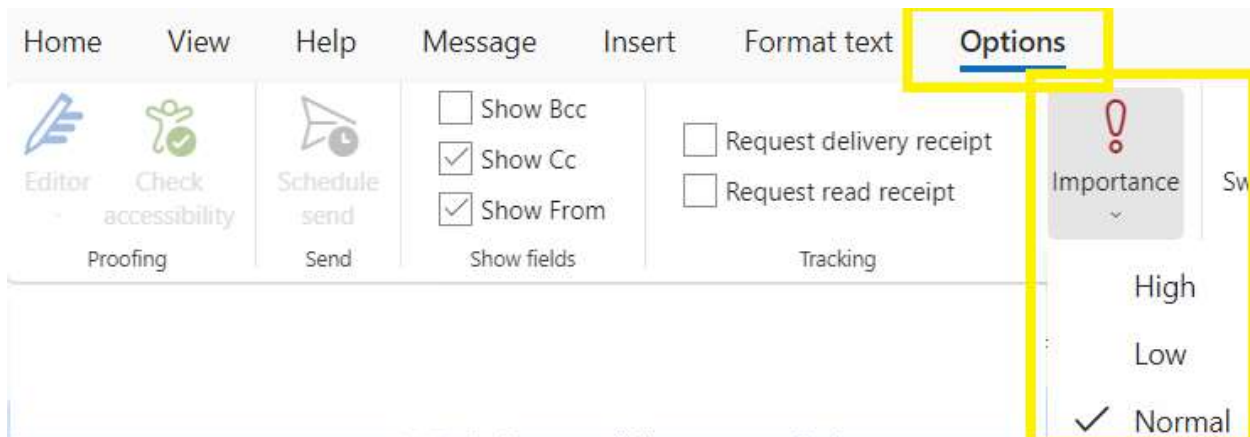 Home View Help Message Insert Format text Options
Editor
Check
accessibility
Proofing
Schedule
send
Send
Show Bcc
Show Cc
Show From
Show fields
Request delivery receipt
Request read receipt
Tracking
Importance
High
Low
Normal